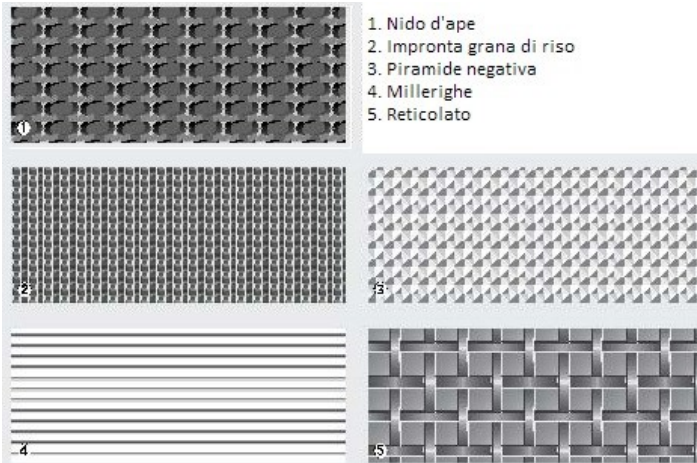 1. Nido d'ape
2. Impronta grana di riso
3. Piramide negativa
4. Millerighe
5. Reticolato
1
2
3
4
5